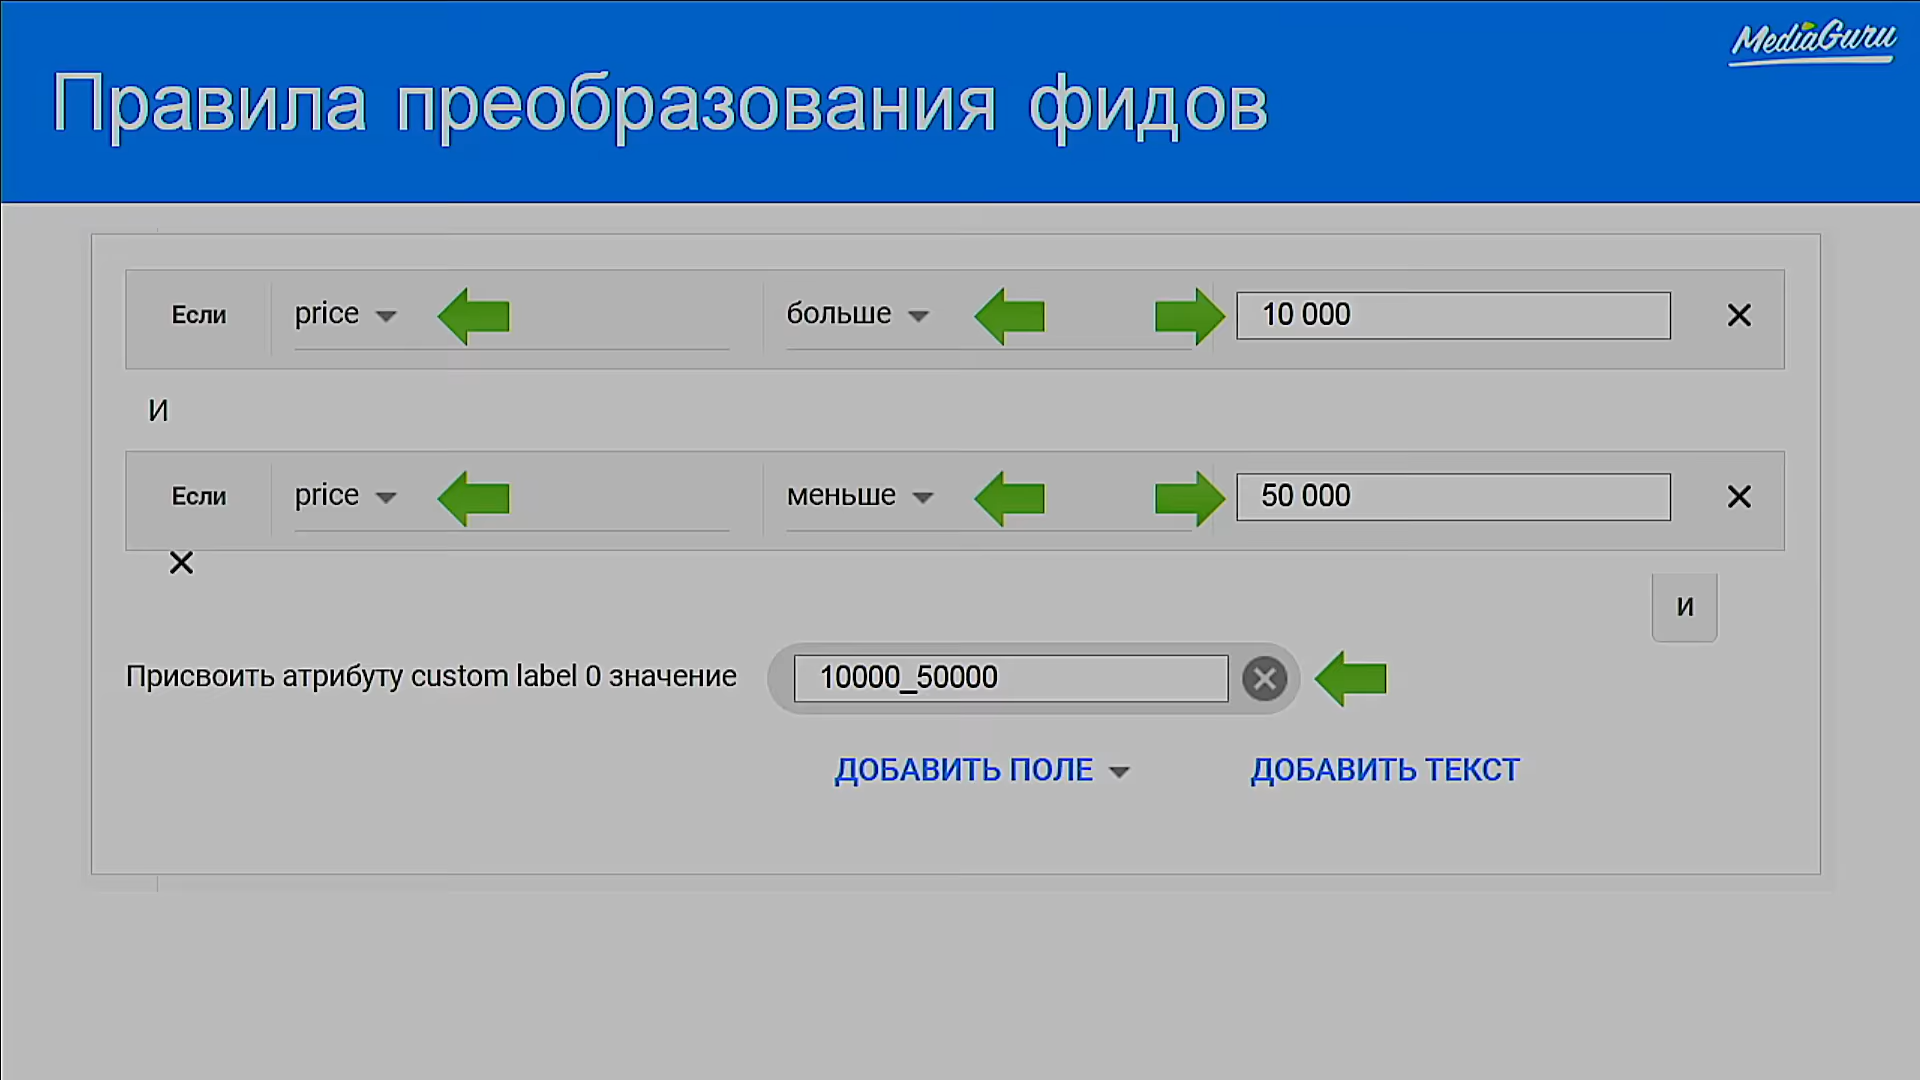 MediaGuru
Правила преобразования фидов
Если price больше 10 000
И
Если price меньше 50 000
И
Присвоить атрибуту custom label 0 значение 10000_50000
ДОБАВИТЬ ПОЛЕ ДОБАВИТЬ ТЕКСТ